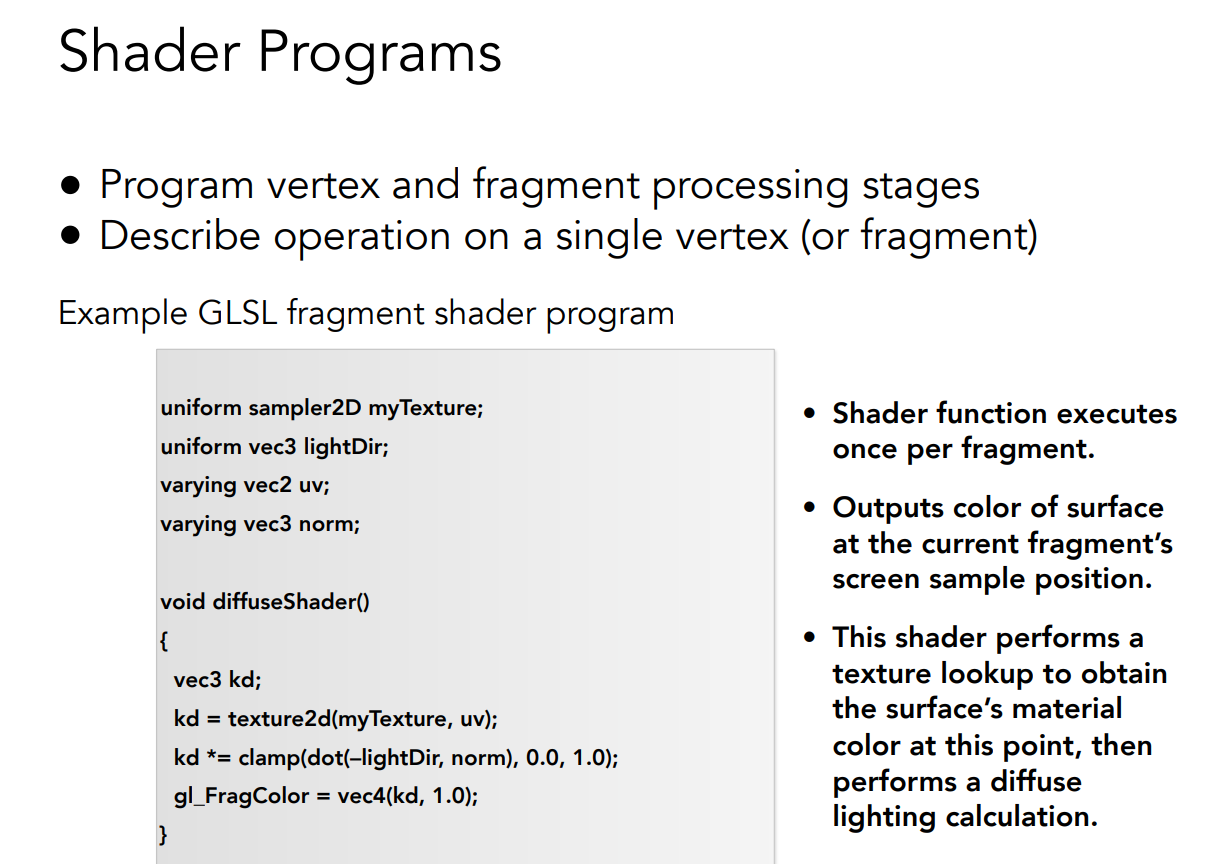 Shader Programs
● Program vertex and fragment processing stages
● Describe operation on a single vertex (or fragment)
Example GLSL fragment shader program
uniform sampler2D myTexture;
uniform vec3 lightDir;
varying vec2 uv;
varying vec3 norm;
void diffuseShader()
{
vec3 kd;
kd = texture2d(myTexture, uv);
kd *= clamp(dot(–lightDir, norm), 0.0, 1.0);
gl_FragColor = vec4(kd, 1.0);
}
• Shader function executes
once per fragment.
• Outputs color of surface
at the current fragment’s
screen sample position.
• This shader performs a
texture lookup to obtain
the surface’s material
color at this point, then
performs a diffuse
lighting calculation.